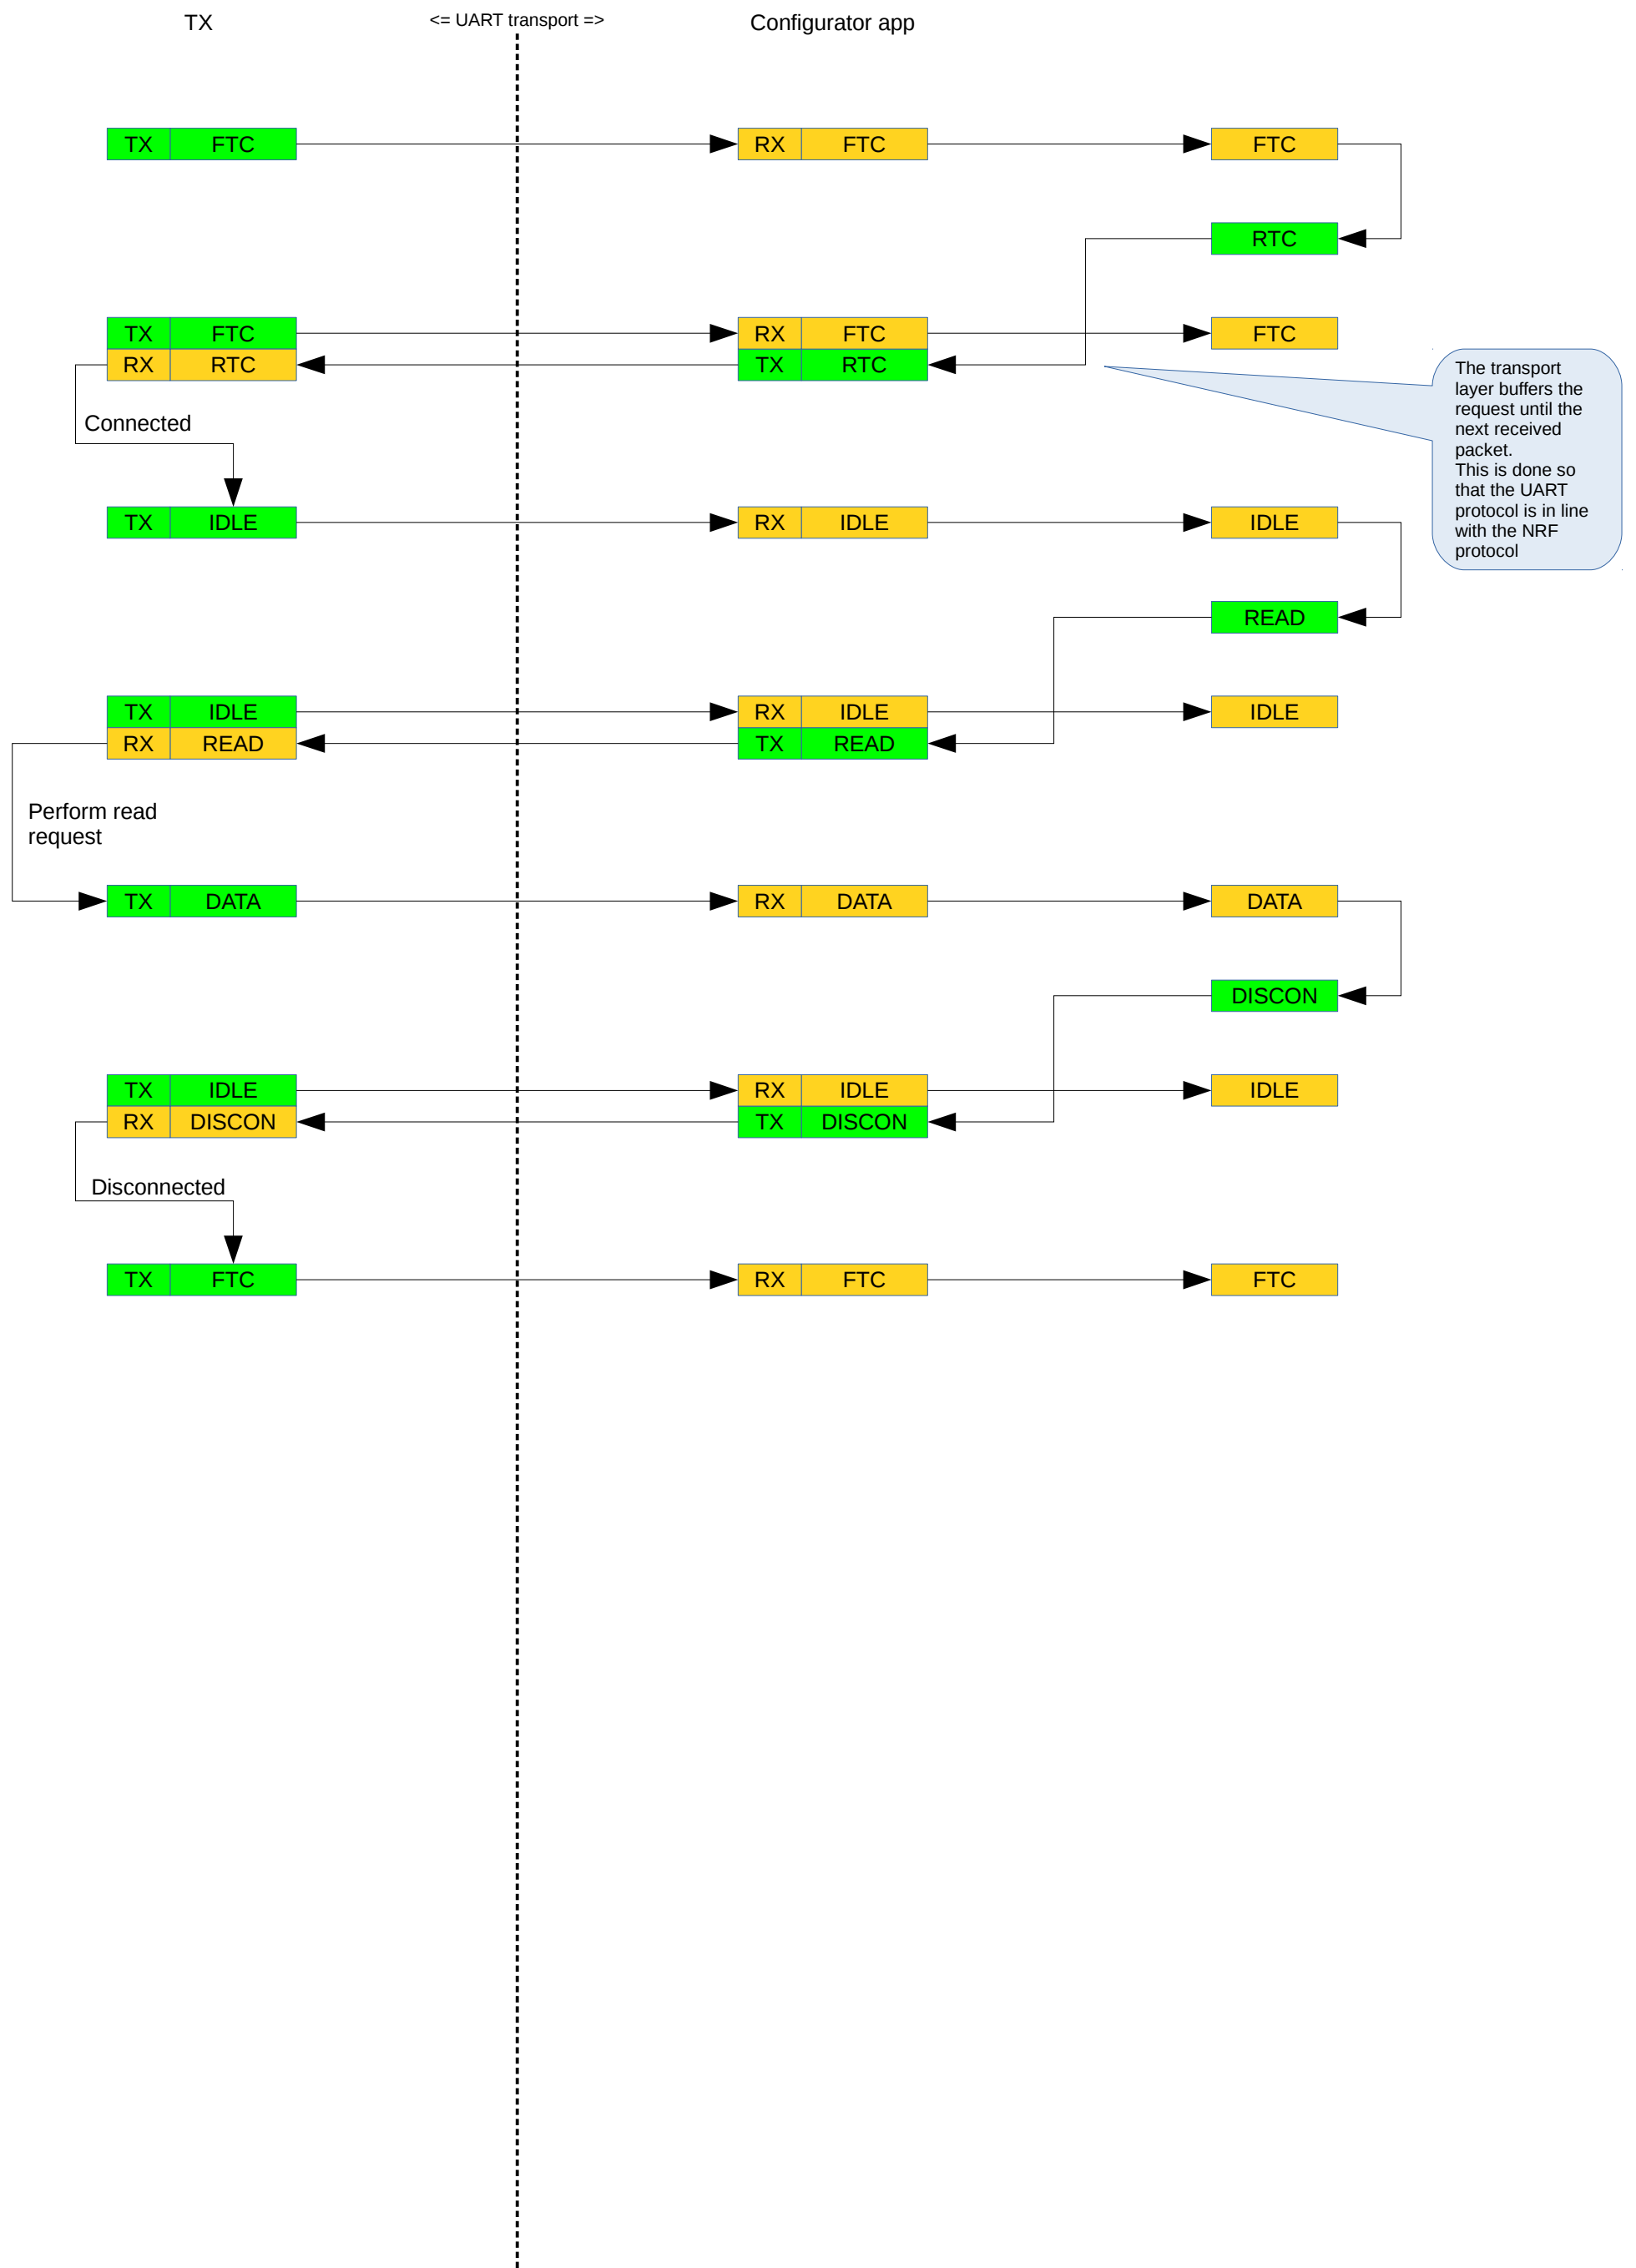 TX <= UART transport => Configurator app
TX FTC RX FTC FTC
RTC
TX FTC RX FTC FTC
RX RTC TX RTC
The transport
layer buffers the
request until the
next received
packet.
This is done so
that the UART
protocol is in line
with the NRF
protocol
Connected
TX IDLE RX IDLE IDLE
READ
TX IDLE RX IDLE IDLE
RX READ TX READ
Perform read
request
TX DATA RX DATA DATA
DISCON
TX IDLE RX IDLE IDLE
RX DISCON TX DISCON
Disconnected
TX FTC RX FTC FTC